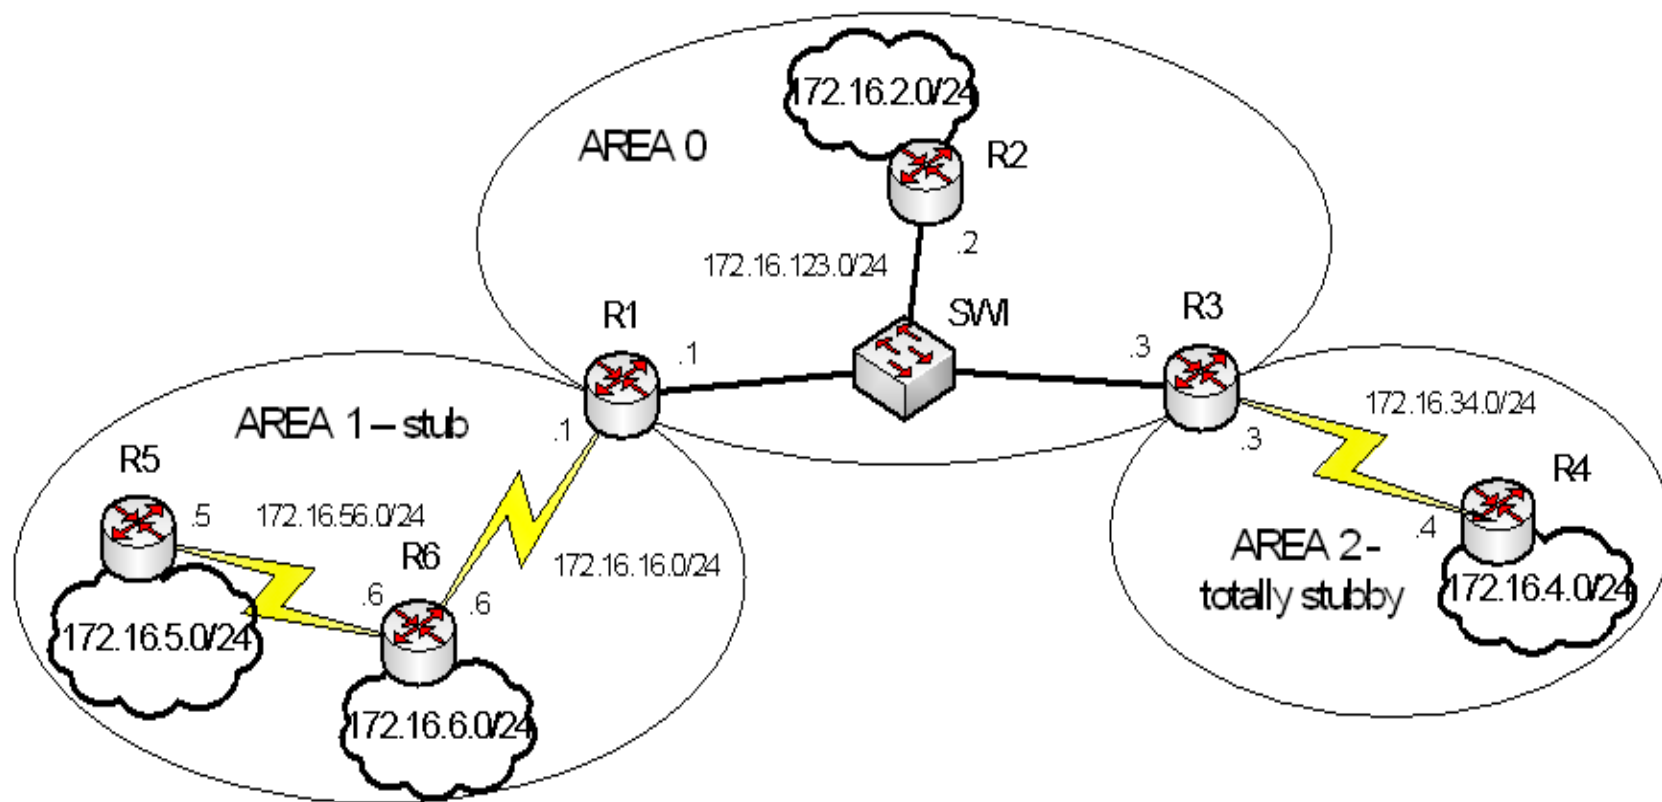 172.16.2.0/24
AREA 0
R2
.2
172.16.123.0/24
R1
SWI
R3
.1
.3
AREA 1 – stub
.1
.3
172.16.34.0/24
R5
R4
.5
172.16.56.0/24
R6
172.16.16.0/24
.4
AREA 2 -
totally stubby
172.16.4.0/24
.6
.6
172.16.5.0/24
172.16.6.0/24